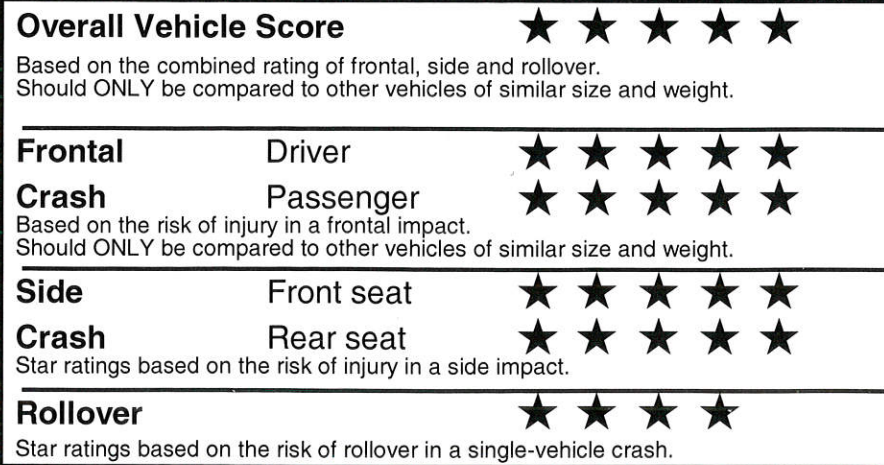 Overall Vehicle Score ★ ★ ★ ★ ★
Based on the combined rating of frontal, side and rollover.
Should ONLY be compared to other vehicles of similar size and weight.
Frontal Driver ★ ★ ★ ★ ★
Crash Passenger ★ ★ ★ ★ ★
Based on the risk of injury in a frontal impact.
Should ONLY be compared to other vehicles of similar size and weight.
Side Front seat ★ ★ ★ ★ ★
Crash Rear seat ★ ★ ★ ★ ★
Star ratings based on the risk of injury in a side impact.
Rollover ★ ★ ★ ★
Star ratings based on the risk of rollover in a single-vehicle crash.